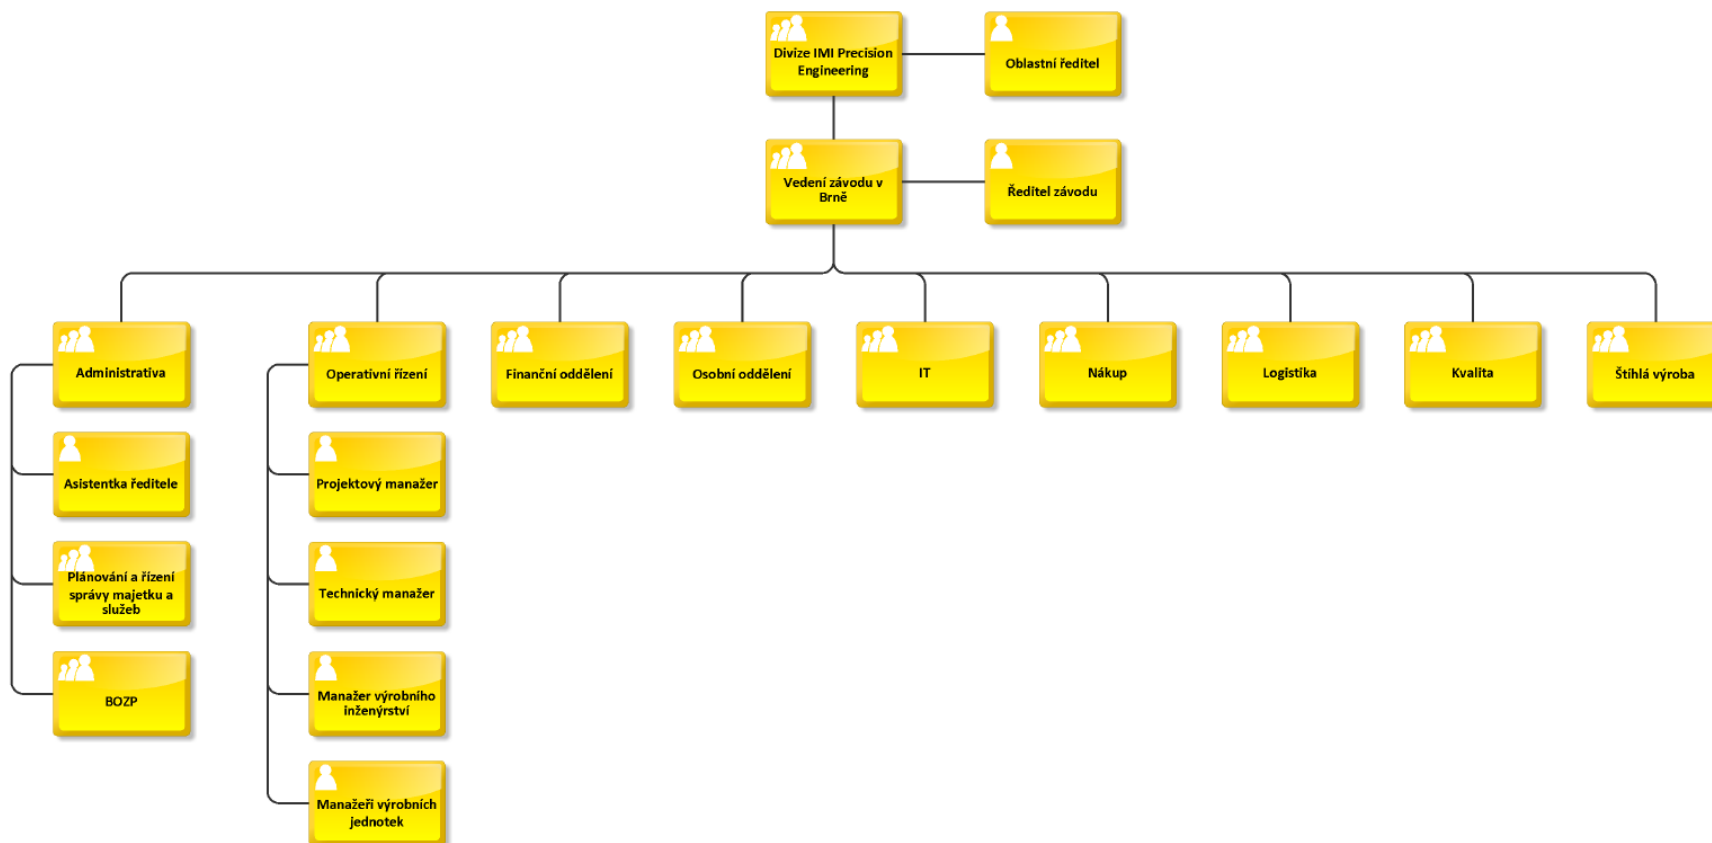 Divize IMI Precision
Engineering
Oblastní ředitel
Vedení závodu v
Brně
Ředitel závodu
Administrativa
Operativní řízení
Finanční oddělení
Osobní oddělení
IT
Nákup
Logistika
Kvalita
Štíhlá výroba
Asistentka ředitele
Projektový manažer
Plánování a řízení
správy majetku a
služeb
Technický manažer
BOZP
Manažer výrobního
inženýrství
Manažeři výrobních
jednotek